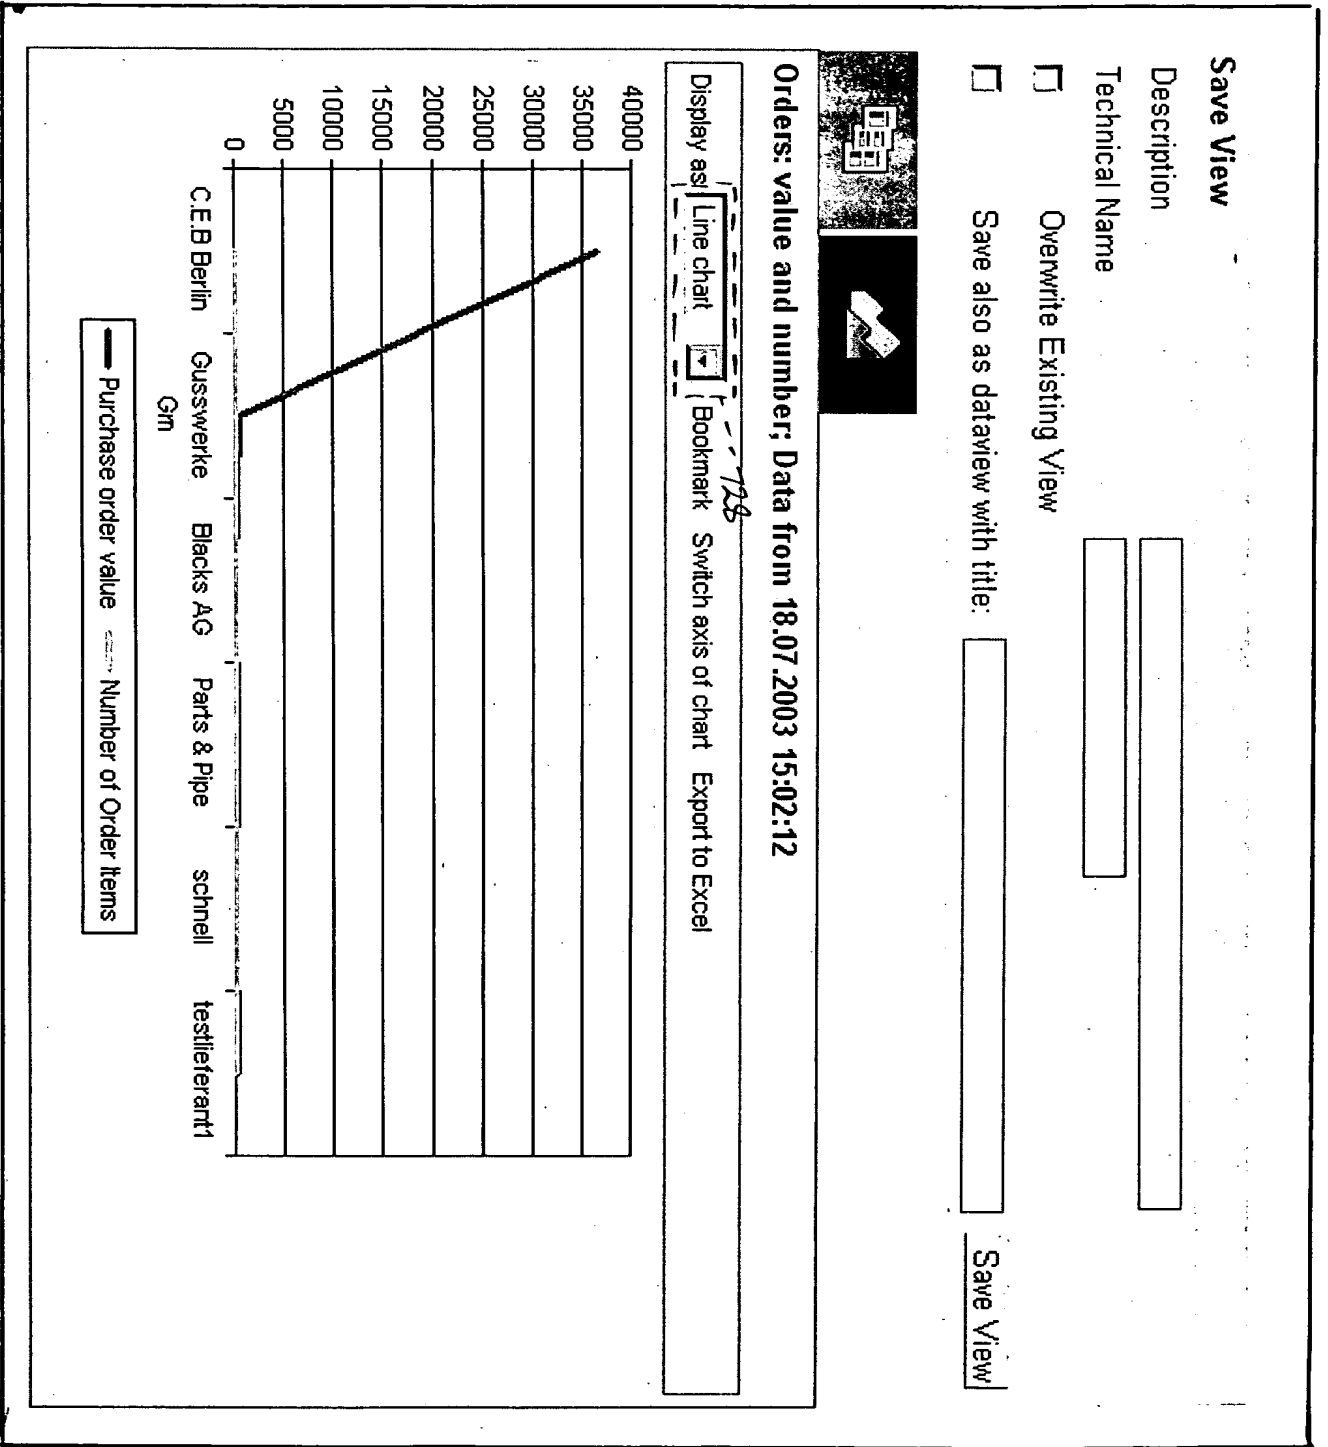 Save View
Description
Technical Name
Overwrite Existing View
Save also as dataview with title: Save View
Orders: value and number; Data from 18.07.2003 15:02:12
728
Display as Line chart Bookmark Switch axis of chart Export to Excel
40000
35000
30000
25000
20000
15000
10000
5000
0
C.E.B Berlin Gusswerke Gm Blacks AG Parts & Pipe schnell testlieferant1
Purchase order value Number of Order Items